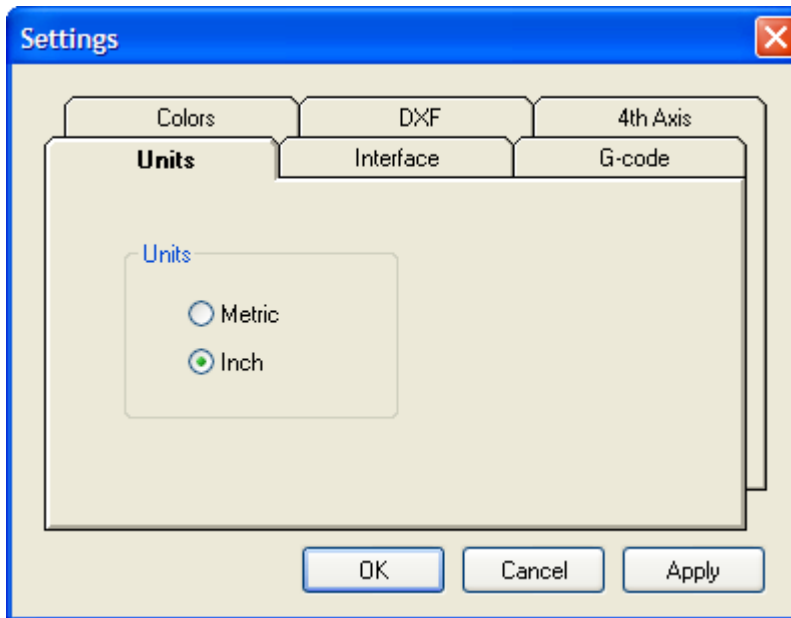 Settings
Colors DXF 4th Axis
Units Interface G-code
Units
Metric
Inch
OK Cancel Apply